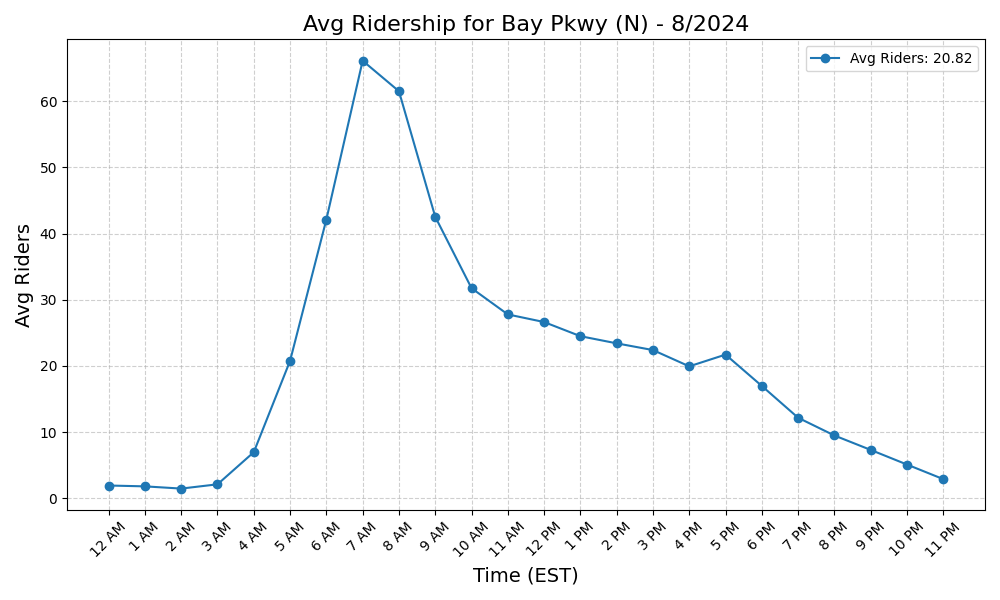 Avg Ridership for Bay Pkwy (N) - 8/2024
Avg Riders: 20.82
Avg Riders
60
50
40
30
20
10
0
12 AM
1 AM
2 AM
3 AM
4 AM
5 AM
6 AM
7 AM
8 AM
9 AM
10 AM
11 AM
12 PM
1 PM
2 PM
3 PM
4 PM
5 PM
6 PM
7 PM
8 PM
9 PM
10 PM
11 PM
Time (EST)